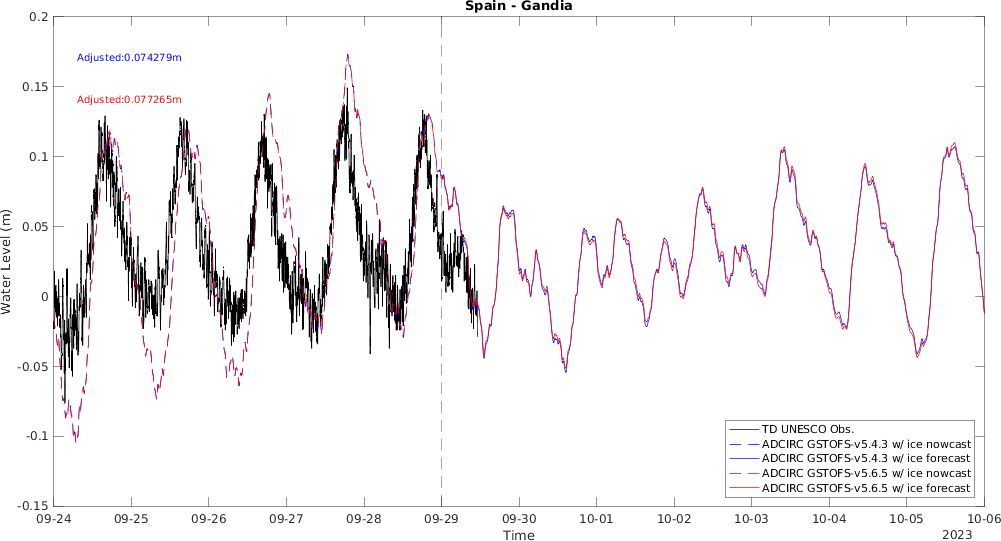 Spain - Gandia
0.2
0.15
0.1
0.05
0
-0.05
-0.1
-0.15
Water Level (m)
Adjusted:0.074279m
Adjusted:0.077265m
TD UNESCO Obs.
ADCIRC GSTOFS-v5.4.3 w/ ice nowcast
ADCIRC GSTOFS-v5.4.3 w/ ice forecast
ADCIRC GSTOFS-v5.6.5 w/ ice nowcast
ADCIRC GSTOFS-v5.6.5 w/ ice forecast
09-24 09-25 09-26 09-27 09-28 09-29 09-30 10-01 10-02 10-03 10-04 10-05 10-06
Time
2023